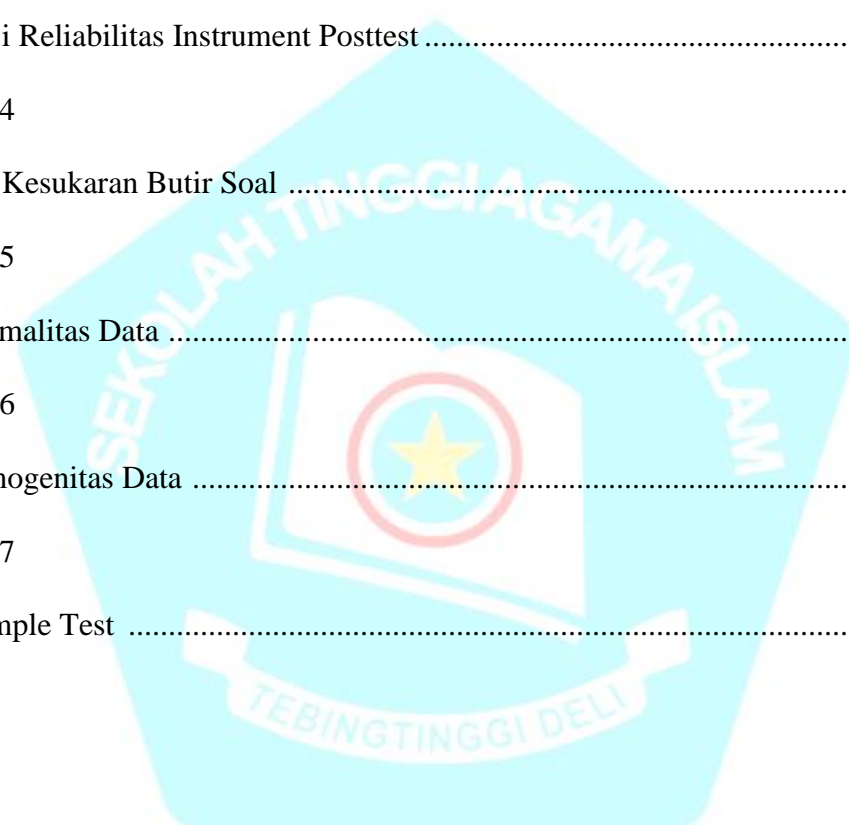 i Reliabilitas Instrument Posttest ......................................................
4
Kesukaran Butir Soal ......................................................................
5
malitas Data .....................................................................................
6
nogenitas Data .................................................................................
7
mple Test .........................................................................................
SEKOLAH TINGGI AGAMA ISLAM
TEBINGTINGGI DELI